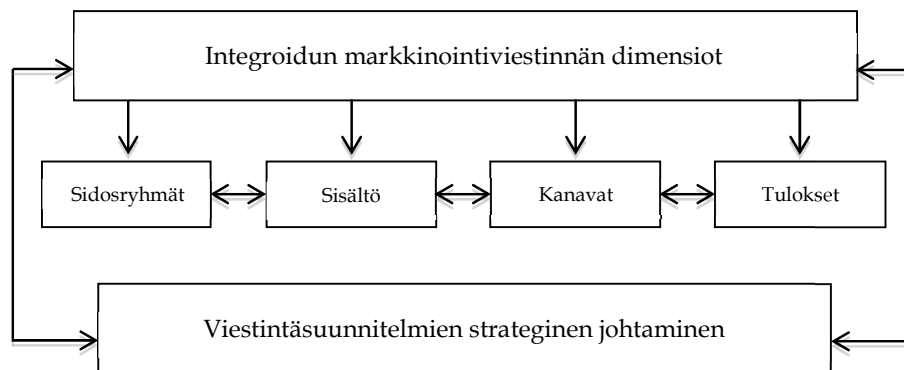 Integroidun markkinointiviestinnän dimensiot
Sidosryhmät
Sisältö
Kanavat
Tulokset
Viestintäsuunnitelmien strateginen johtaminen